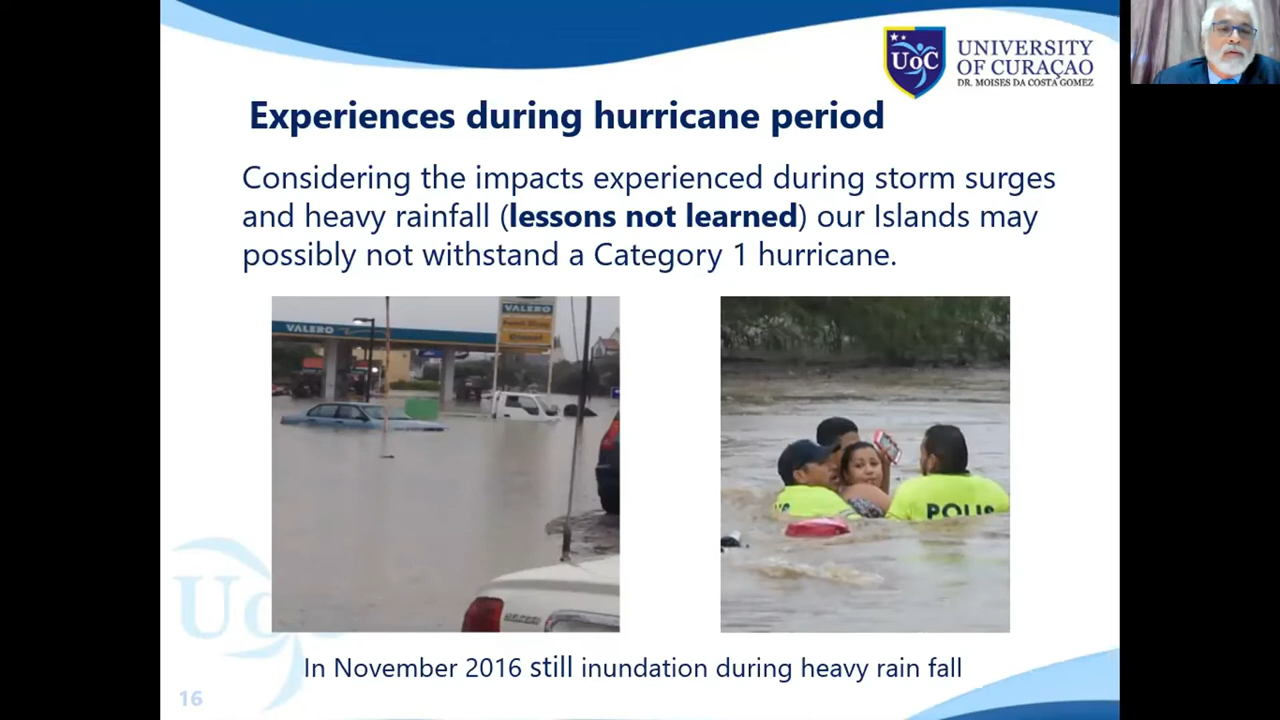 UoC
UNIVERSITY
OF CURAÇAO
DR. MOISES DA COSTA GOMEZ
Experiences during hurricane period
Considering the impacts experienced during storm surges
and heavy rainfall (lessons not learned) our Islands may
possibly not withstand a Category 1 hurricane.
VALERO
VALERO
POLIS
In November 2016 still inundation during heavy rain fall
UoC
16